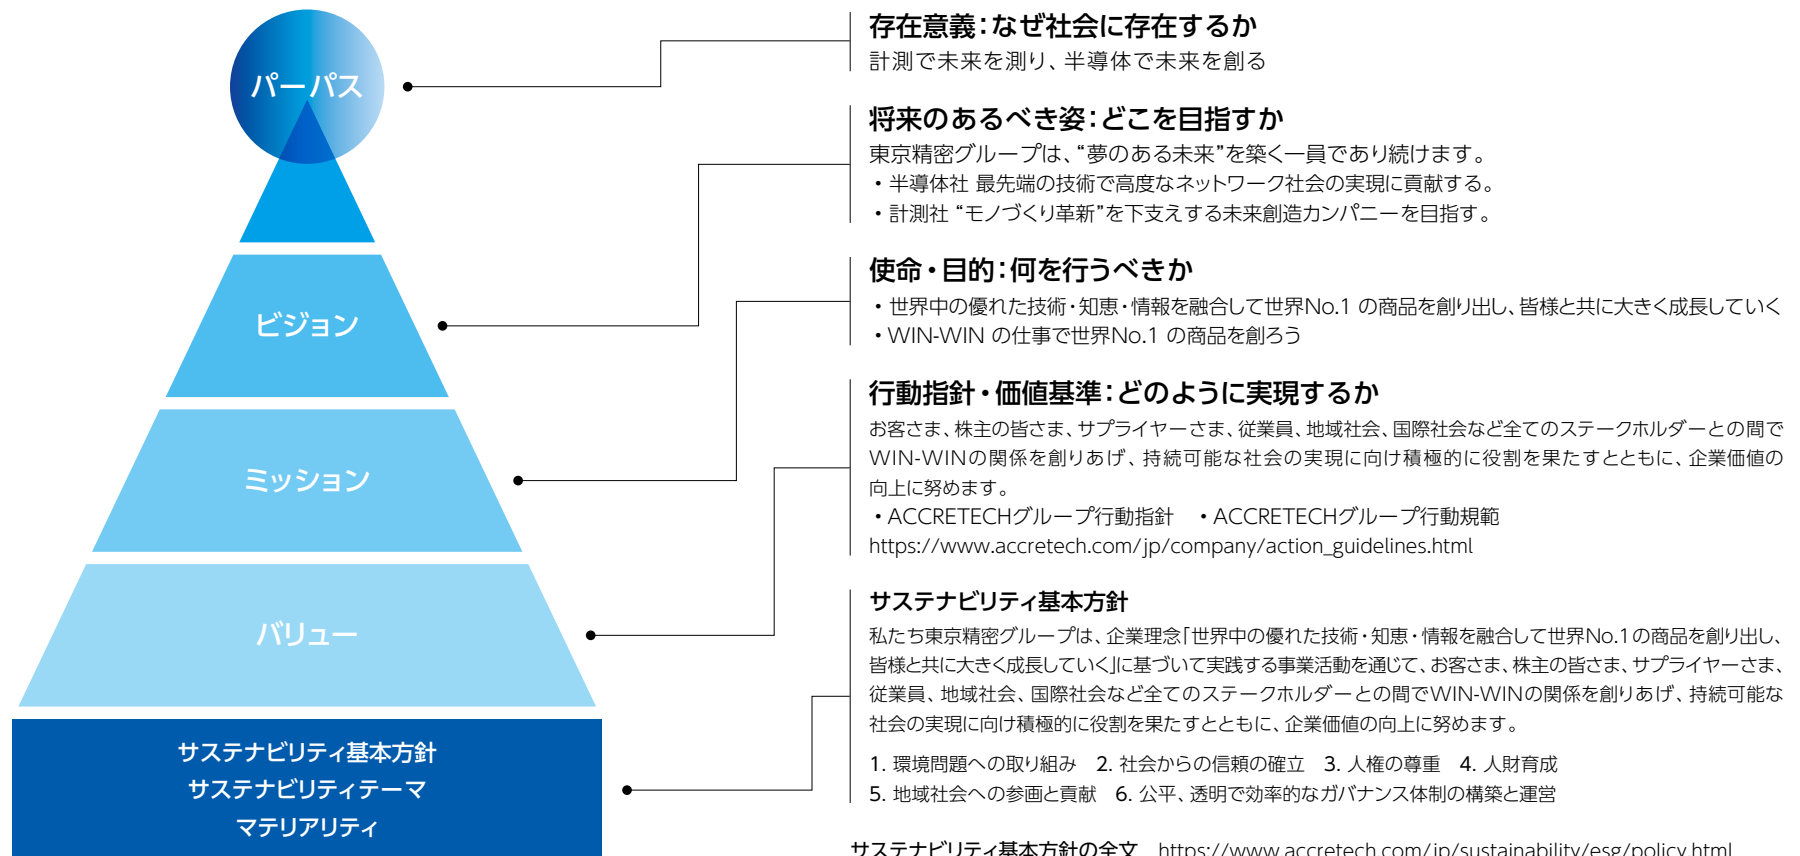 パーパス
ビジョン
ミッション
バリュー
サステナビリティ基本方針
サステナビリティテーマ
マテリアリティ
存在意義：なぜ社会に存在するか
計測で未来を測り、半導体で未来を創る
将来のあるべき姿：どこを目指すか
東京精密グループは、“夢のある未来”を築く一員であり続けます。
・半導体社 最先端の技術で高度なネットワーク社会の実現に貢献する。
・計測社 “モノづくり革新”を下支えする未来創造カンパニーを目指す。
使命・目的：何を行うべきか
・世界中の優れた技術・知恵・情報を融合して世界No.1 の商品を創り出し、皆様と共に大きく成長していく
・WIN-WIN の仕事で世界No.1 の商品を創ろう
行動指針・価値基準：どのように実現するか
お客さま、株主の皆さま、サプライヤーさま、従業員、地域社会、国際社会など全てのステークホルダーとの間で
WIN-WINの関係を創りあげ、持続可能な社会の実現に向け積極的に役割を果たすとともに、企業価値の
向上に努めます。
・ACCRETECHグループ行動指針　・ACCRETECHグループ行動規範
https://www.accretech.com/jp/company/action_guidelines.html
サステナビリティ基本方針
私たち東京精密グループは、企業理念「世界中の優れた技術・知恵・情報を融合して世界No.1の商品を創り出し、
皆様と共に大きく成長していく」に基づいて実践する事業活動を通じて、お客さま、株主の皆さま、サプライヤーさま、
従業員、地域社会、国際社会など全てのステークホルダーとの間でWIN-WINの関係を創りあげ、持続可能な
社会の実現に向け積極的に役割を果たすとともに、企業価値の向上に努めます。
1. 環境問題への取り組み　2. 社会からの信頼の確立　3. 人権の尊重　4. 人財育成
5. 地域社会への参画と貢献　6. 公平、透明で効率的なガバナンス体制の構築と運営
サステナビリティ基本方針の全文　https://www.accretech.com/jp/sustainability/esg/policy.html